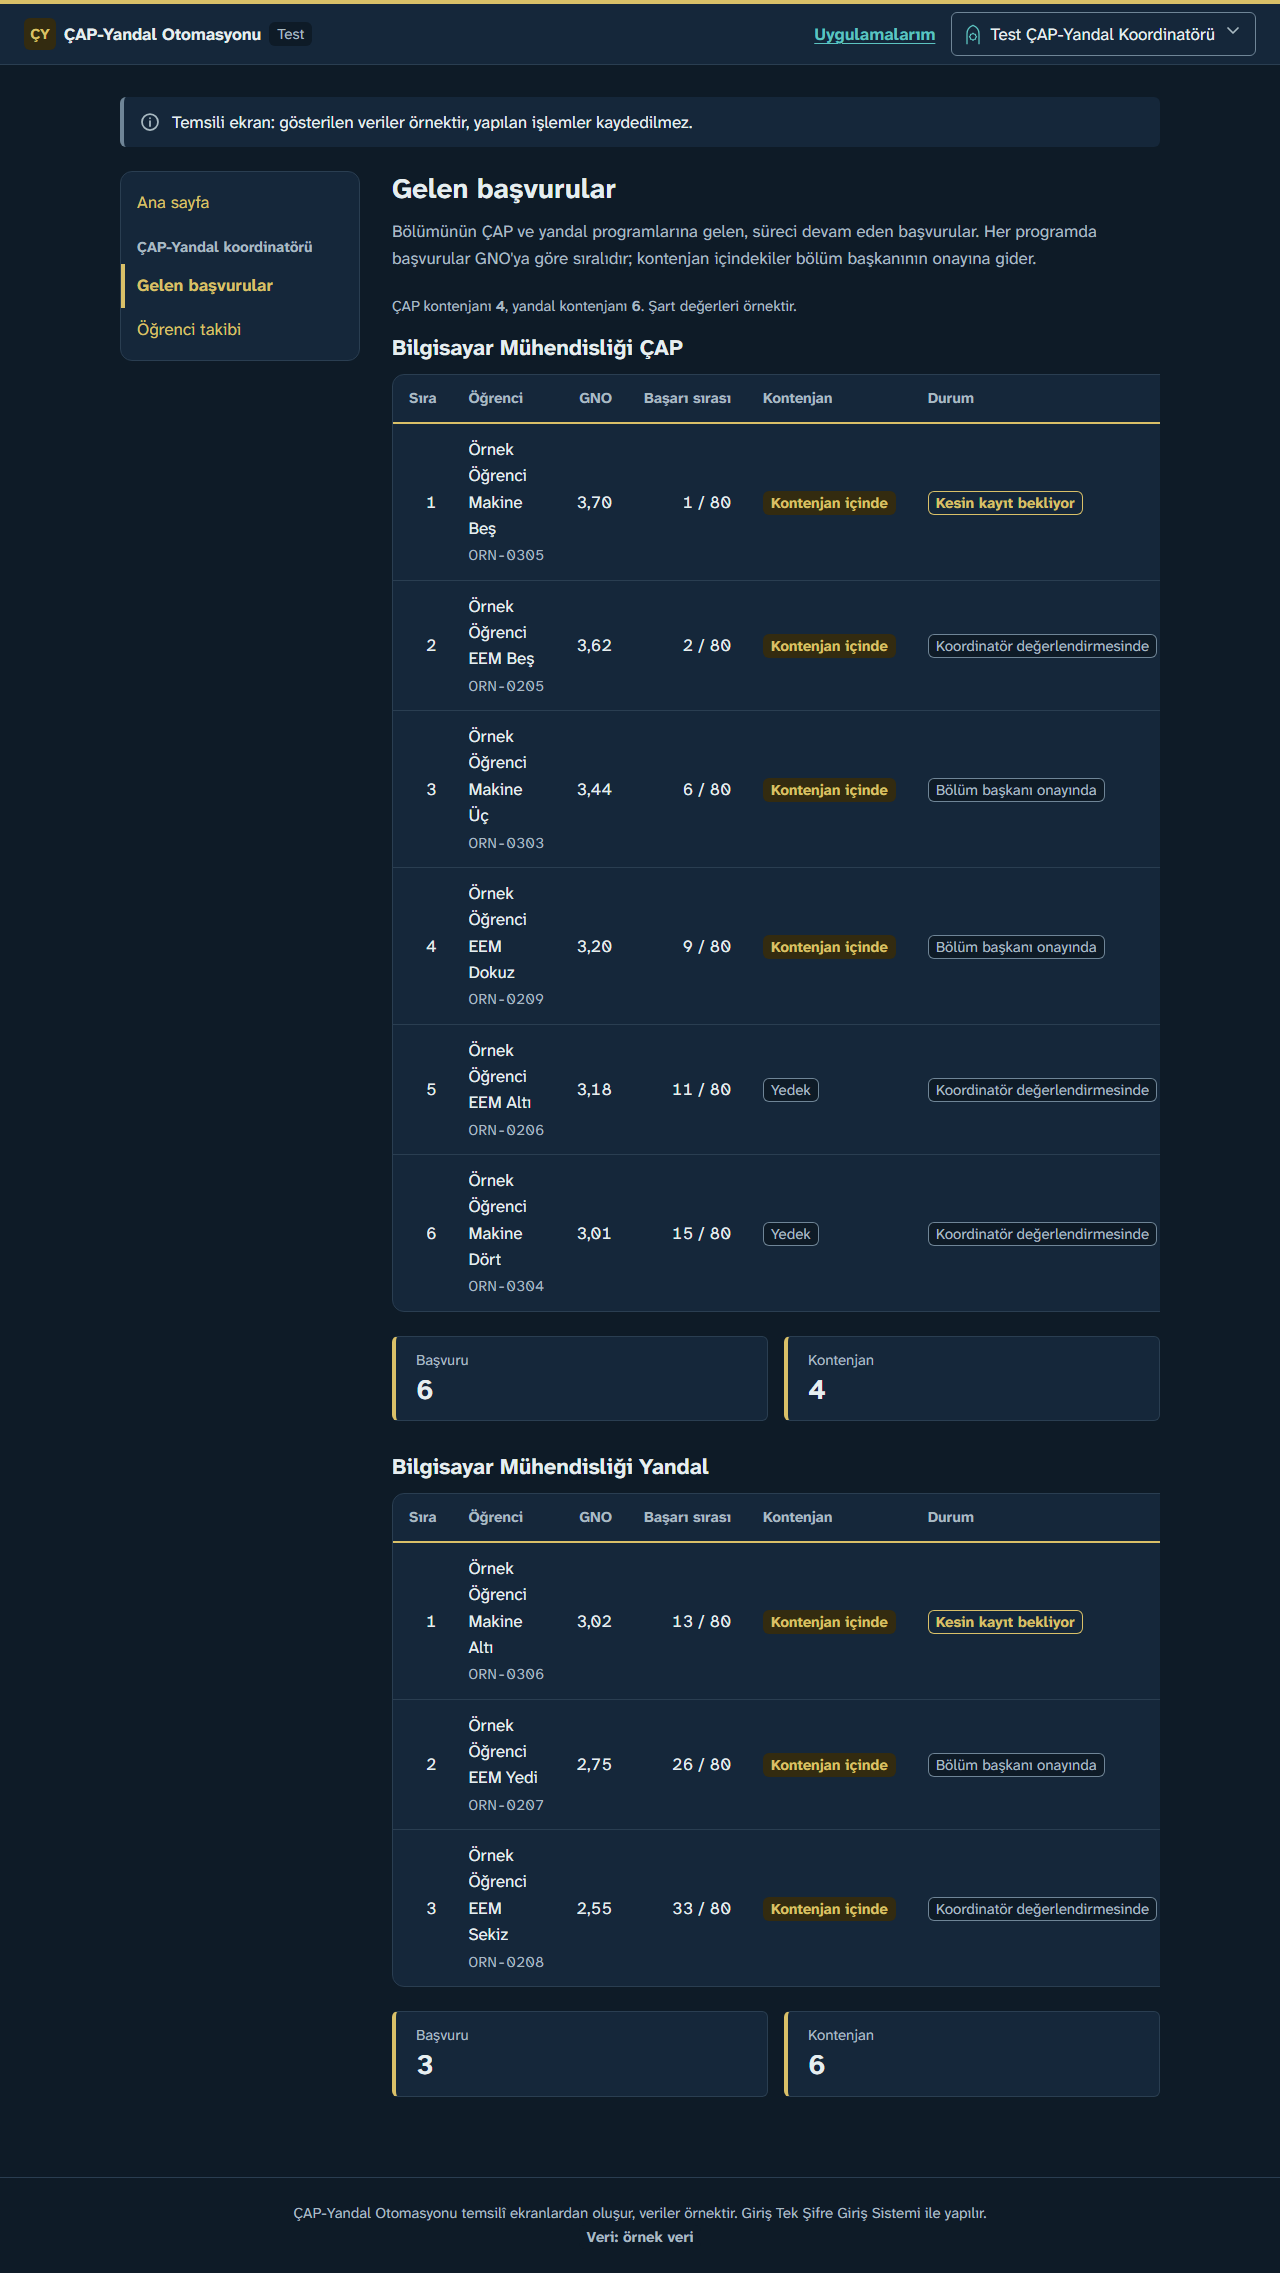 ÇY ÇAP-Yandal Otomasyonu Test
Uygulamalarım
Test ÇAP-Yandal Koordinatörü
Temsili ekran: gösterilen veriler örnektir, yapılan işlemler kaydedilmez.
Ana sayfa
ÇAP-Yandal koordinatörü
Gelen başvurular
Öğrenci takibi
Gelen başvurular
Bölümünün ÇAP ve yandal programlarına gelen, süreci devam eden başvurular. Her programda
başvurular GNO'ya göre sıralıdır; kontenjan içindekiler bölüm başkanının onayına gider.
ÇAP kontenjanı 4, yandal kontenjanı 6. Şart değerleri örnektir.
Bilgisayar Mühendisliği ÇAP
Sıra Öğrenci GNO Başarı sırası Kontenjan Durum
Örnek
Öğrenci
Makine
Beş
ORN-0305
1 3,70 1 / 80 Kontenjan içinde Kesin kayıt bekliyor
Örnek
Öğrenci
EEM Beş
ORN-0205
2 3,62 2 / 80 Kontenjan içinde Koordinatör değerlendirmesinde
Örnek
Öğrenci
Makine
Üç
ORN-0303
3 3,44 6 / 80 Kontenjan içinde Bölüm başkanı onayında
Örnek
Öğrenci
EEM
Dokuz
ORN-0209
4 3,20 9 / 80 Kontenjan içinde Bölüm başkanı onayında
Örnek
Öğrenci
EEM Altı
ORN-0206
5 3,18 11 / 80 Yedek Koordinatör değerlendirmesinde
Örnek
Öğrenci
Makine
Dört
ORN-0304
6 3,01 15 / 80 Yedek Koordinatör değerlendirmesinde
Başvuru
6
Kontenjan
4
Bilgisayar Mühendisliği Yandal
Sıra Öğrenci GNO Başarı sırası Kontenjan Durum
Örnek
Öğrenci
Makine
Altı
ORN-0306
1 3,02 13 / 80 Kontenjan içinde Kesin kayıt bekliyor
Örnek
Öğrenci
EEM Yedi
ORN-0207
2 2,75 26 / 80 Kontenjan içinde Bölüm başkanı onayında
Örnek
Öğrenci
EEM
Sekiz
ORN-0208
3 2,55 33 / 80 Kontenjan içinde Koordinatör değerlendirmesinde
Başvuru
3
Kontenjan
6
ÇAP-Yandal Otomasyonu temsilî ekranlardan oluşur, veriler örnektir. Giriş Tek Şifre Giriş Sistemi ile yapılır.
Veri: örnek veri